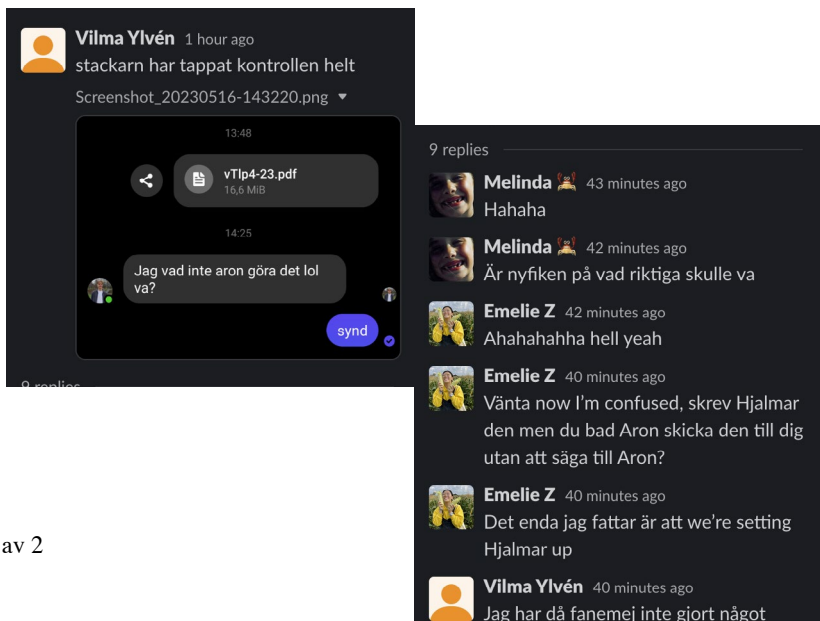 Vilma Ylvén 1 hour ago
stackarn har tappat kontrollen helt
Screenshot_20230516-143220.png
13:48
vTlp4-23.pdf
16,6 MiB
14:25
Jag vad inte aron göra det lol
va?
synd
9 replies
av 2
9 replies
Melinda 43 minutes ago
Hahaha
Melinda 42 minutes ago
Är nyfiken på vad riktiga skulle va
Emelie Z 42 minutes ago
Ahahahahha hell yeah
Emelie Z 40 minutes ago
Vänta now I'm confused, skrev Hjalmar
den men du bad Aron skicka den till dig
utan att säga till Aron?
Emelie Z 40 minutes ago
Det enda jag fattar är att we're setting
Hjalmar up
Vilma Ylvén 40 minutes ago
Jag har då fanemej inte gjort något